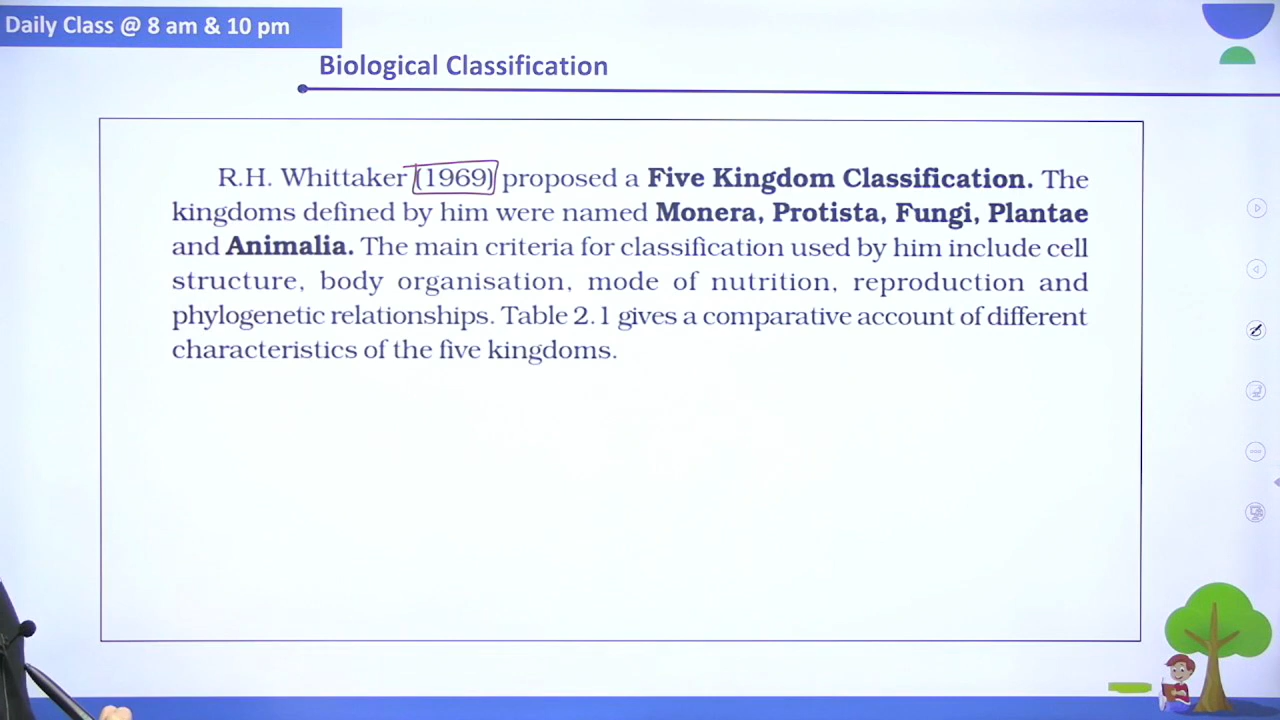 Daily Class @ 8 am & 10 pm
Biological Classification
R.H. Whittaker (1969) proposed a Five Kingdom Classification. The
kingdoms defined by him were named Monera, Protista, Fungi, Plantae
and Animalia. The main criteria for classification used by him include cell
structure, body organisation, mode of nutrition, reproduction and
phylogenetic relationships. Table 2.1 gives a comparative account of different
characteristics of the five kingdoms.